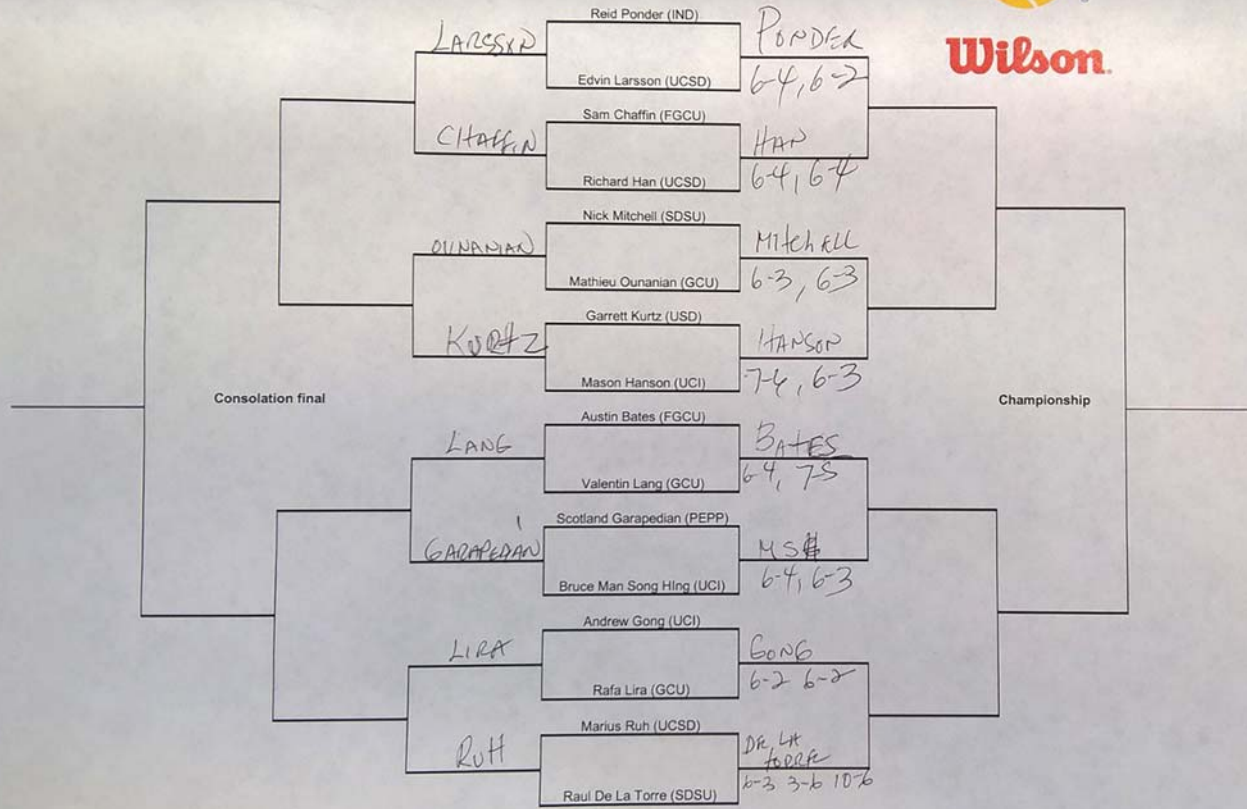 Reid Ponder (IND)
LARSSON
PONDER
Wilson.
Edvin Larsson (UCSD)
6-4, 6-2
Sam Chaffin (FGCU)
CHAFFIN
HAN
Richard Han (UCSD)
6-4, 6-4
Nick Mitchell (SDSU)
OUNANIAN
MitchELL
Mathieu Ounanian (GCU)
6-3, 6-3
Garrett Kurtz (USD)
KURtZ
HANSON
Mason Hanson (UCI)
6-3
Consolation final
Championship
Austin Bates (FGCU)
LANG
BAtES
Valentin Lang (GCU)
6-4, 7-5
Scotland Garapedian (PEPP)
GARAPEDIAN
MSH
Bruce Man Song HIng (UCI)
6-4, 6-3
Andrew Gong (UCI)
LIRA
GONG
Rafa Lira (GCU)
6-2 6-2
Marius Ruh (UCSD)
RUH
DE LA
TORRE
Raul De La Torre (SDSU)
6-3 3-6 10-6